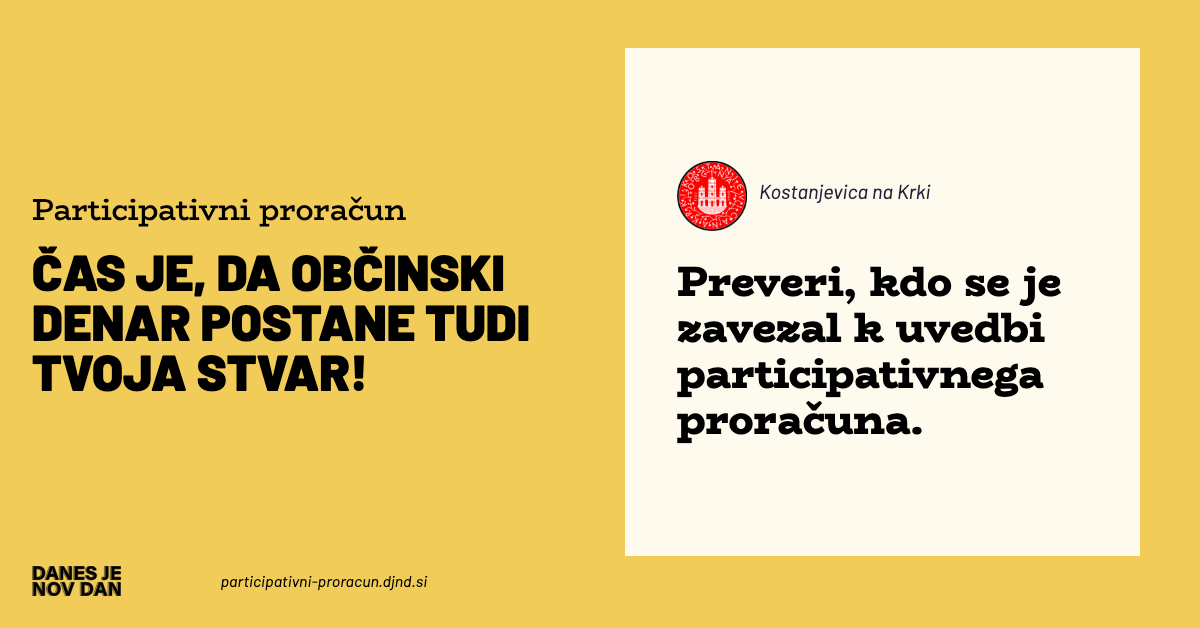 Participativni proračun
ČAS JE, DA OBČINSKI
DENAR POSTANE TUDI
TVOJA STVAR!
DANES JE
NOV DAN
participativni-proracun.djnd.si
Kostanjevica na Krki
Preveri, kdo se je
zavezal k uvedbi
participativnega
proračuna.